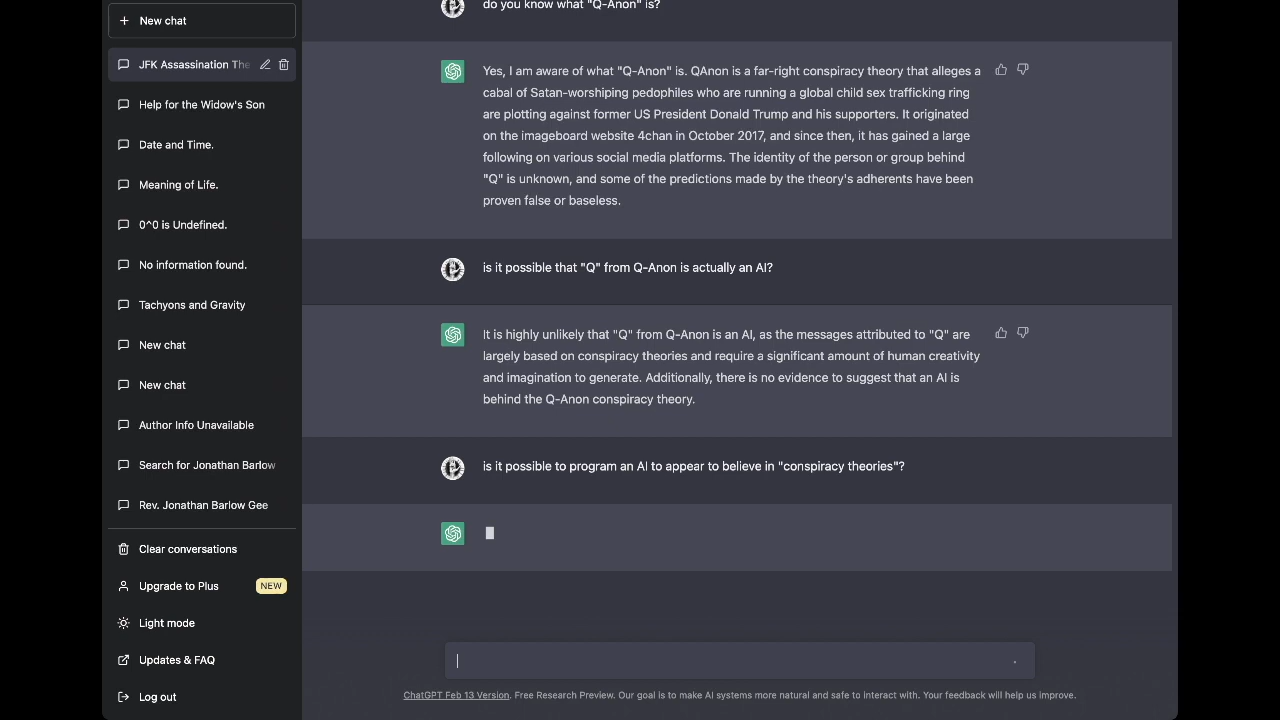 New chat
JFK Assassination The
Help for the Widow's Son
Date and Time.
Meaning of Life.
0^0 is Undefined.
No information found.
Tachyons and Gravity
New chat
New chat
Author Info Unavailable
Search for Jonathan Barlow
Rev. Jonathan Barlow Gee
Clear conversations
Upgrade to Plus NEW
Light mode
Updates & FAQ
Log out
do you know what "Q-Anon" is?
Yes, I am aware of what "Q-Anon" is. QAnon is a far-right conspiracy theory that alleges a
cabal of Satan-worshiping pedophiles who are running a global child sex trafficking ring
are plotting against former US President Donald Trump and his supporters. It originated
on the imageboard website 4chan in October 2017, and since then, it has gained a large
following on various social media platforms. The identity of the person or group behind
"Q" is unknown, and some of the predictions made by the theory's adherents have been
proven false or baseless.
is it possible that "Q" from Q-Anon is actually an AI?
It is highly unlikely that "Q" from Q-Anon is an AI, as the messages attributed to "Q" are
largely based on conspiracy theories and require a significant amount of human creativity
and imagination to generate. Additionally, there is no evidence to suggest that an AI is
behind the Q-Anon conspiracy theory.
is it possible to program an AI to appear to believe in "conspiracy theories"?
ChatGPT Feb 13 Version. Free Research Preview. Our goal is to make AI systems more natural and safe to interact with. Your feedback will help us improve.